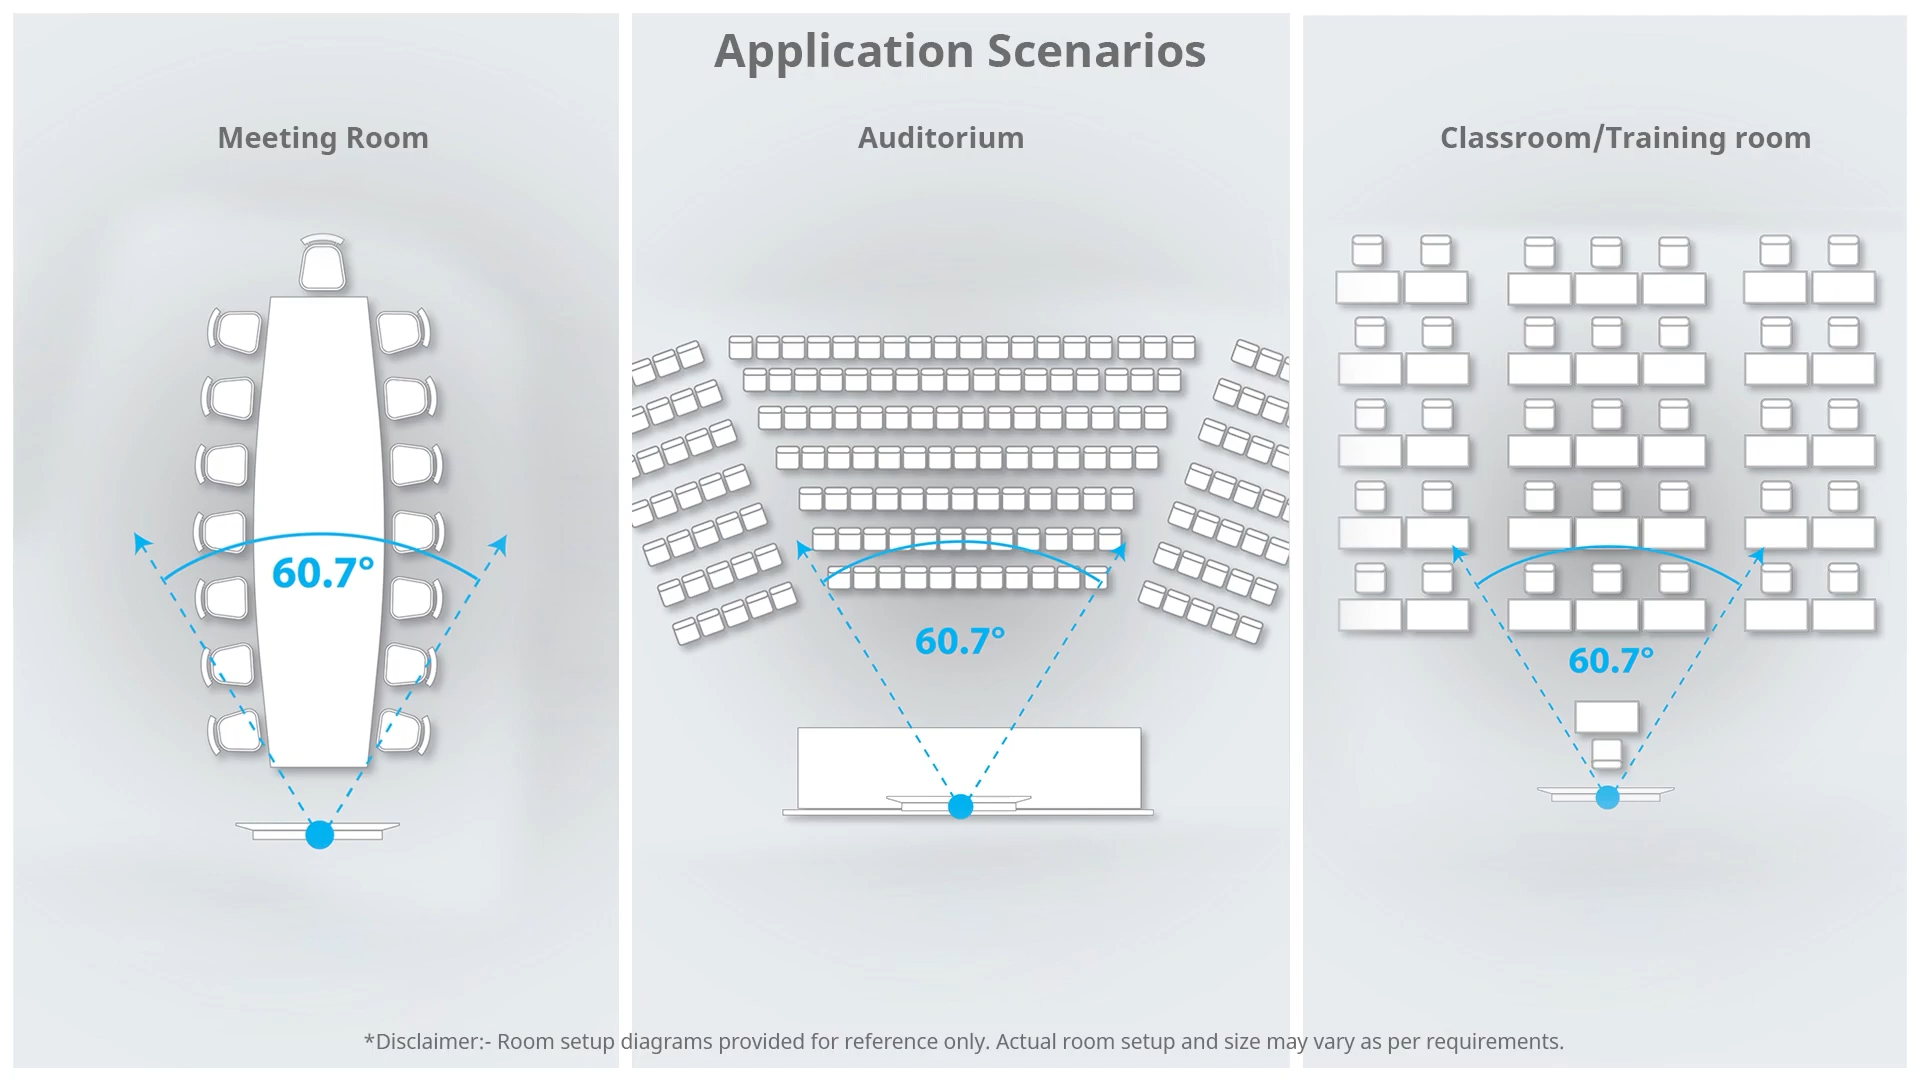 Application Scenarios
Meeting Room
Auditorium
Classroom/Training room
60.7°
60.7°
60.7°
*Disclaimer:- Room setup diagrams provided for reference only. Actual room setup and size may vary as per requirements.